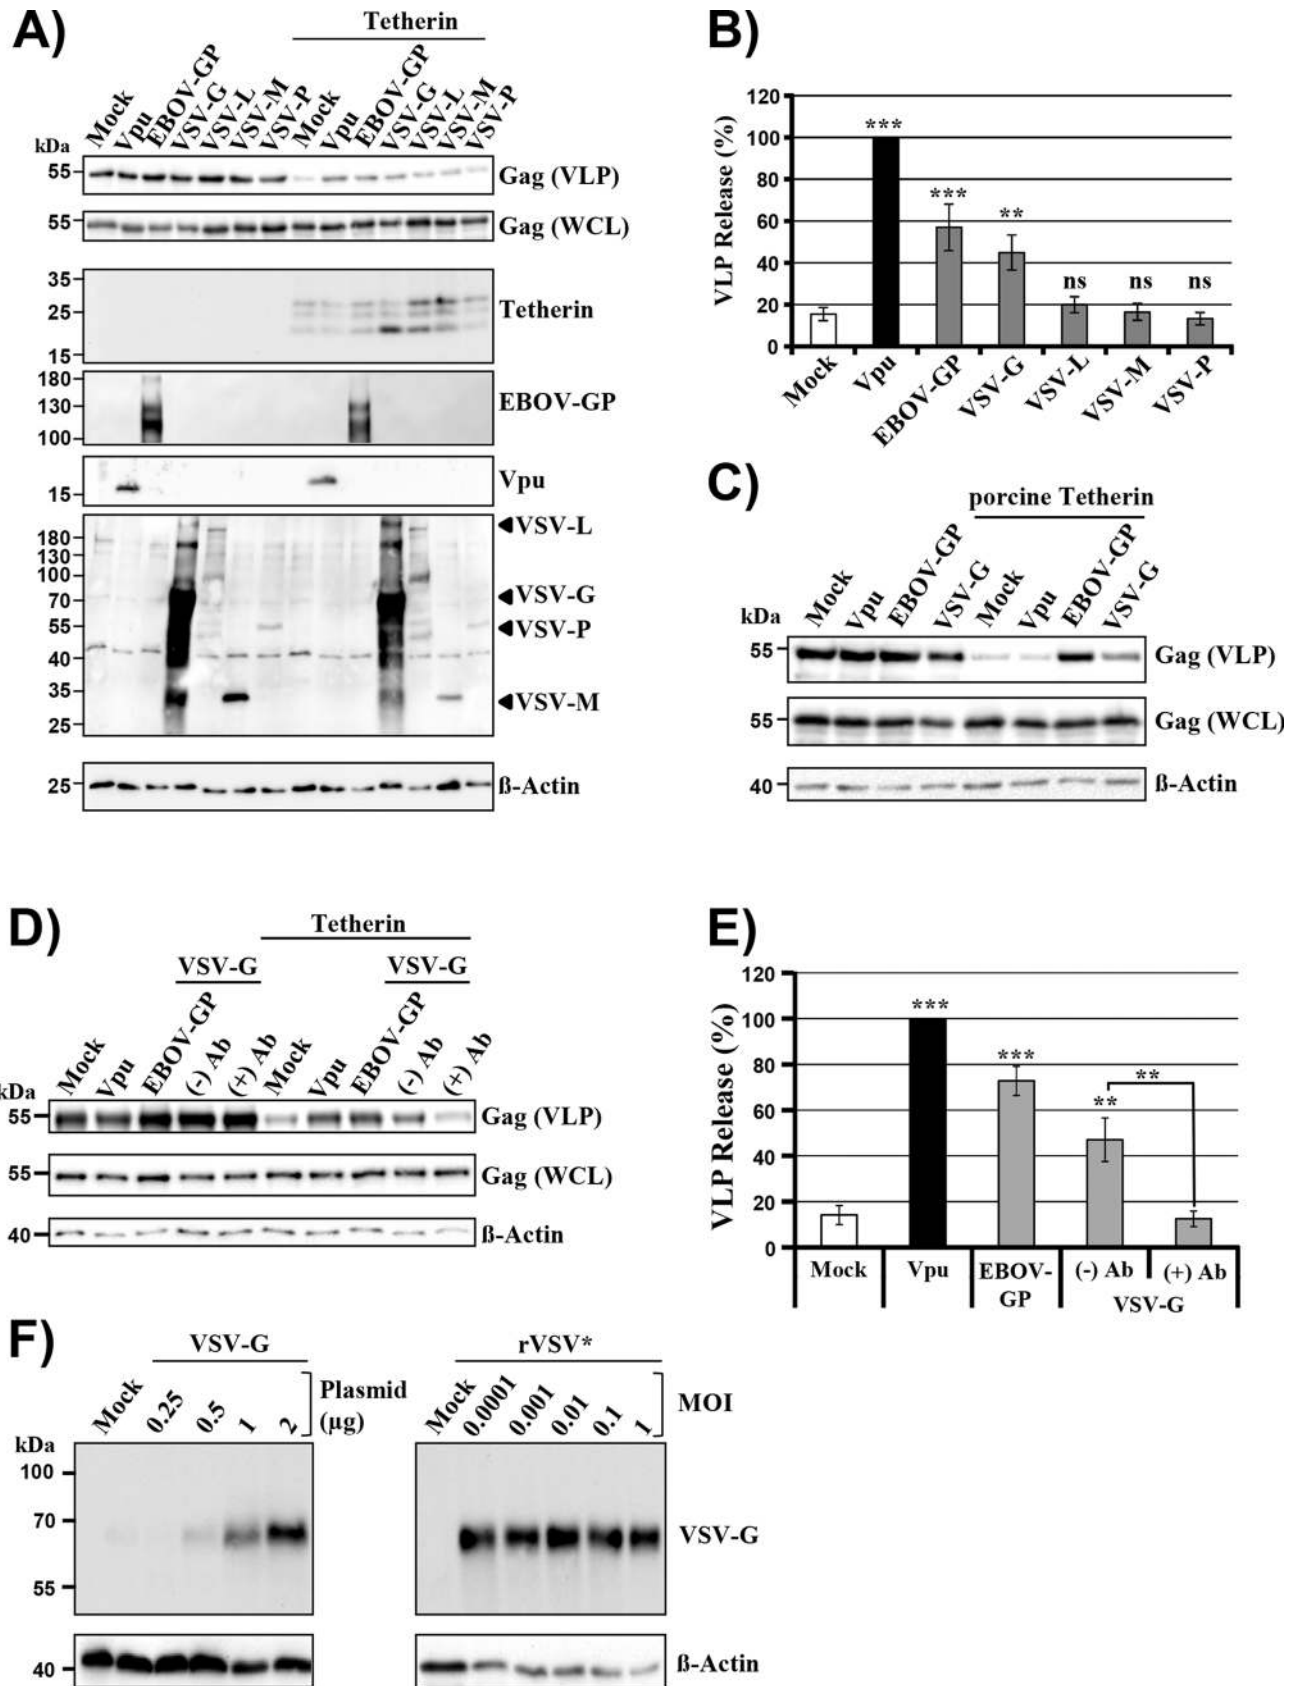 A)
Tetherin
Mock
Vpu
EBOV-GP
VSV-G
VSV-L
VSV-M
VSV-P
Mock
Vpu
EBOV-GP
VSV-G
VSV-L
VSV-M
VSV-P
kDa
55
Gag (VLP)
55
Gag (WCL)
35
25
15
Tetherin
180
130
100
EBOV-GP
15
Vpu
180
130
100
70
55
40
35
25
VSV-L
VSV-G
VSV-P
VSV-M
25
ß-Actin
B)
VLP Release (%)
120
100
80
60
40
20
0
***
***
**
ns
ns
ns
Mock
Vpu
EBOV-GP
VSV-G
VSV-L
VSV-M
VSV-P
C)
porcine Tetherin
Mock
Vpu
EBOV-GP
VSV-G
Mock
Vpu
EBOV-GP
VSV-G
kDa
55
Gag (VLP)
55
Gag (WCL)
40
ß-Actin
D)
Tetherin
VSV-G
VSV-G
Mock
Vpu
EBOV-GP
(-) Ab
(+) Ab
Mock
Vpu
EBOV-GP
(-) Ab
(+) Ab
kDa
55
Gag (VLP)
55
Gag (WCL)
40
ß-Actin
E)
VLP Release (%)
120
100
80
60
40
20
0
***
***
**
**
Mock
Vpu
EBOV-
GP
(-) Ab
(+) Ab
VSV-G
F)
VSV-G
Mock
0.25
0.5
1
2
Plasmid
(µg)
rVSV*
Mock
0.0001
0.001
0.01
0.1
1
MOI
kDa
100
70
55
VSV-G
40
ß-Actin